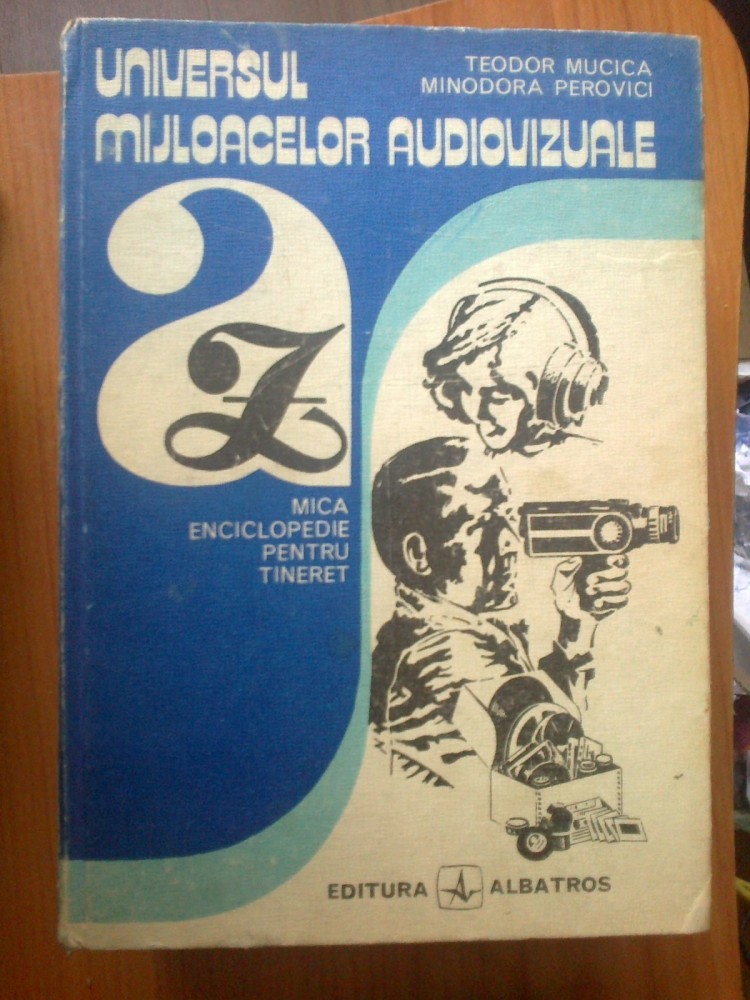 UNIVERSUL
MIJLOACELOR AUDIOVIZUALE
TEODOR MUCICA
MINODORA PEROVICI
a
Z
MICA
ENCICLOPEDIE
PENTRU
TINERET
EDITURA ALBATROS